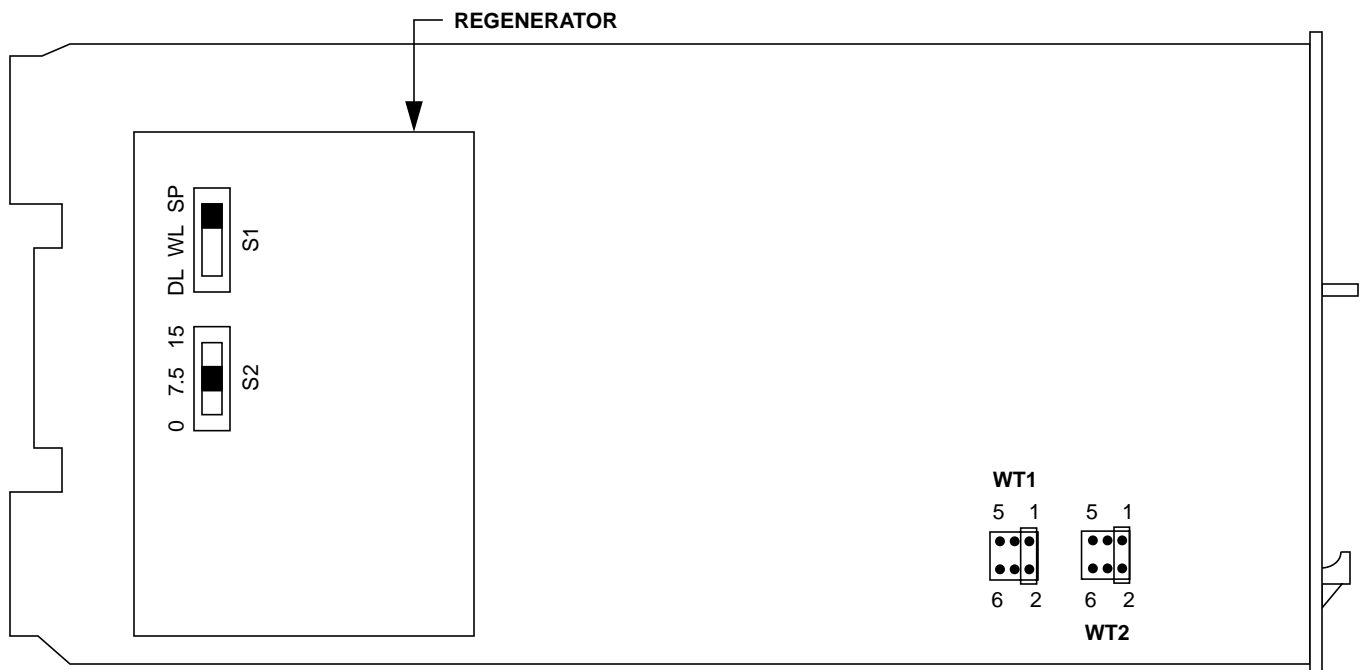 REGENERATOR
DL WL SP
S1
0 7.5 15
S2
WT1
5 1
6 2
5 1
6 2
WT2